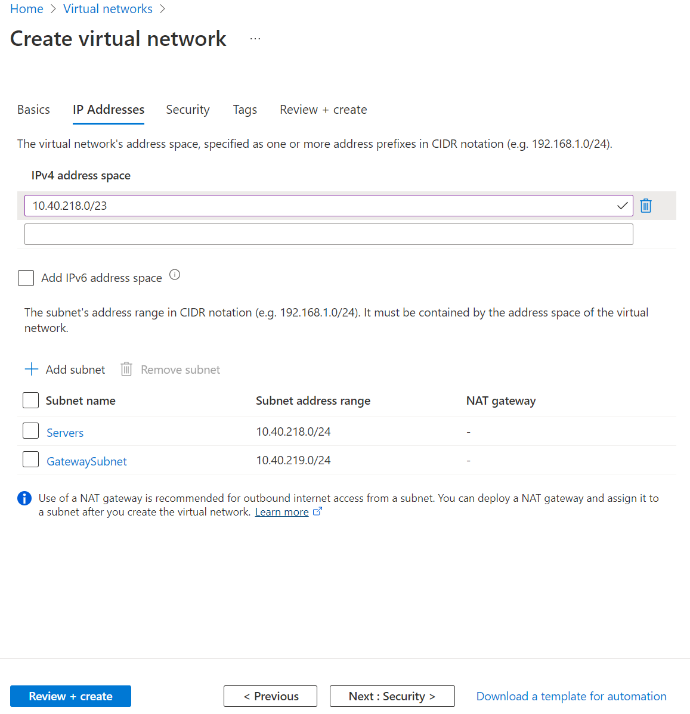 Home > Virtual networks >
Create virtual network ...
Basics IP Addresses Security Tags Review + create
The virtual network's address space, specified as one or more address prefixes in CIDR notation (e.g. 192.168.1.0/24).
IPv4 address space
10.40.218.0/23
Add IPv6 address space
The subnet's address range in CIDR notation (e.g. 192.168.1.0/24). It must be contained by the address space of the virtual
network.
+ Add subnet Remove subnet
Subnet name Subnet address range NAT gateway
Servers 10.40.218.0/24 -
GatewaySubnet 10.40.219.0/24 -
Use of a NAT gateway is recommended for outbound internet access from a subnet. You can deploy a NAT gateway and assign it to
a subnet after you create the virtual network. Learn more
Review + create < Previous Next : Security > Download a template for automation